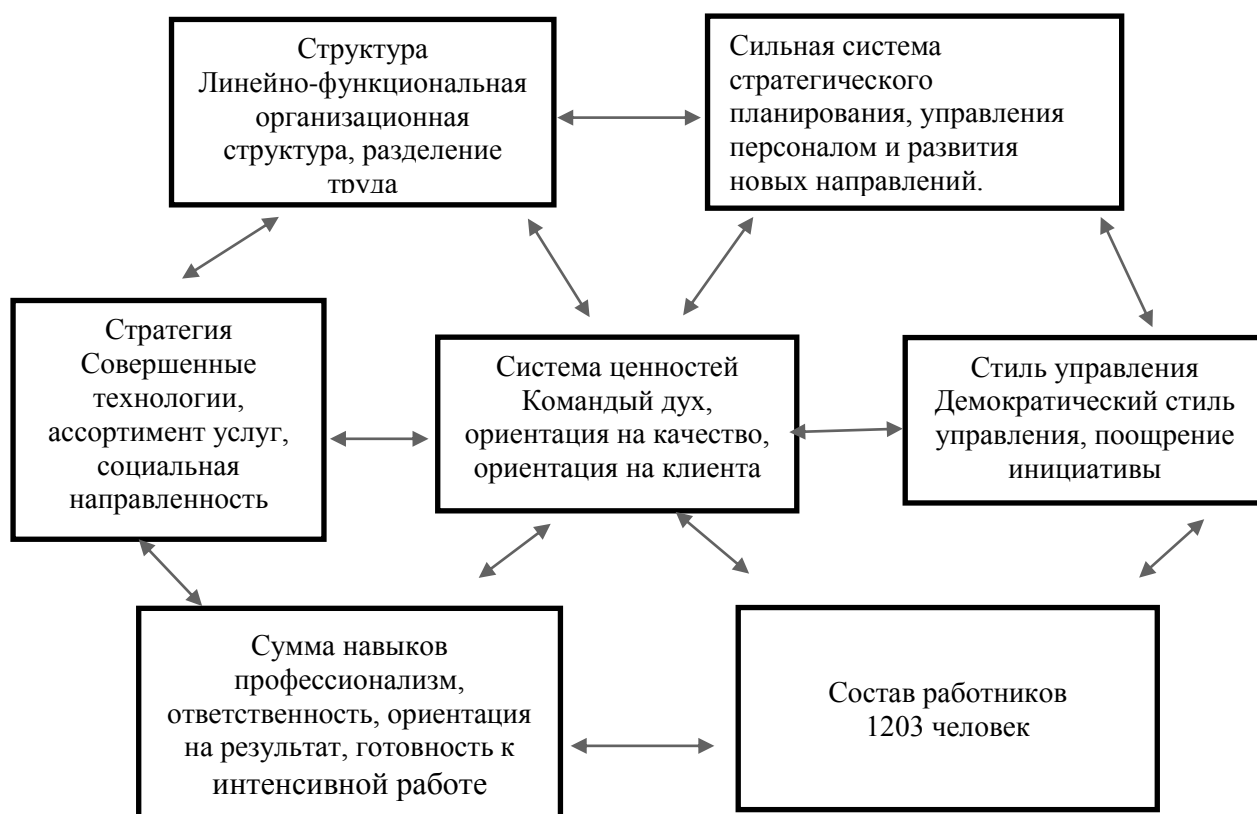 Структура
Линейно-функциональная
организационная
структура, разделение
труда
Сильная система
стратегического
планирования, управления
персоналом и развития
новых направлений.
Стратегия
Совершенные
технологии,
ассортимент услуг,
социальная
направленность
Система ценностей
Командый дух,
ориентация на качество,
ориентация на клиента
Стиль управления
Демократический стиль
управления, поощрение
инициативы
Сумма навыков
профессионализм,
ответственность, ориентация
на результат, готовность к
интенсивной работе
Состав работников
1203 человек